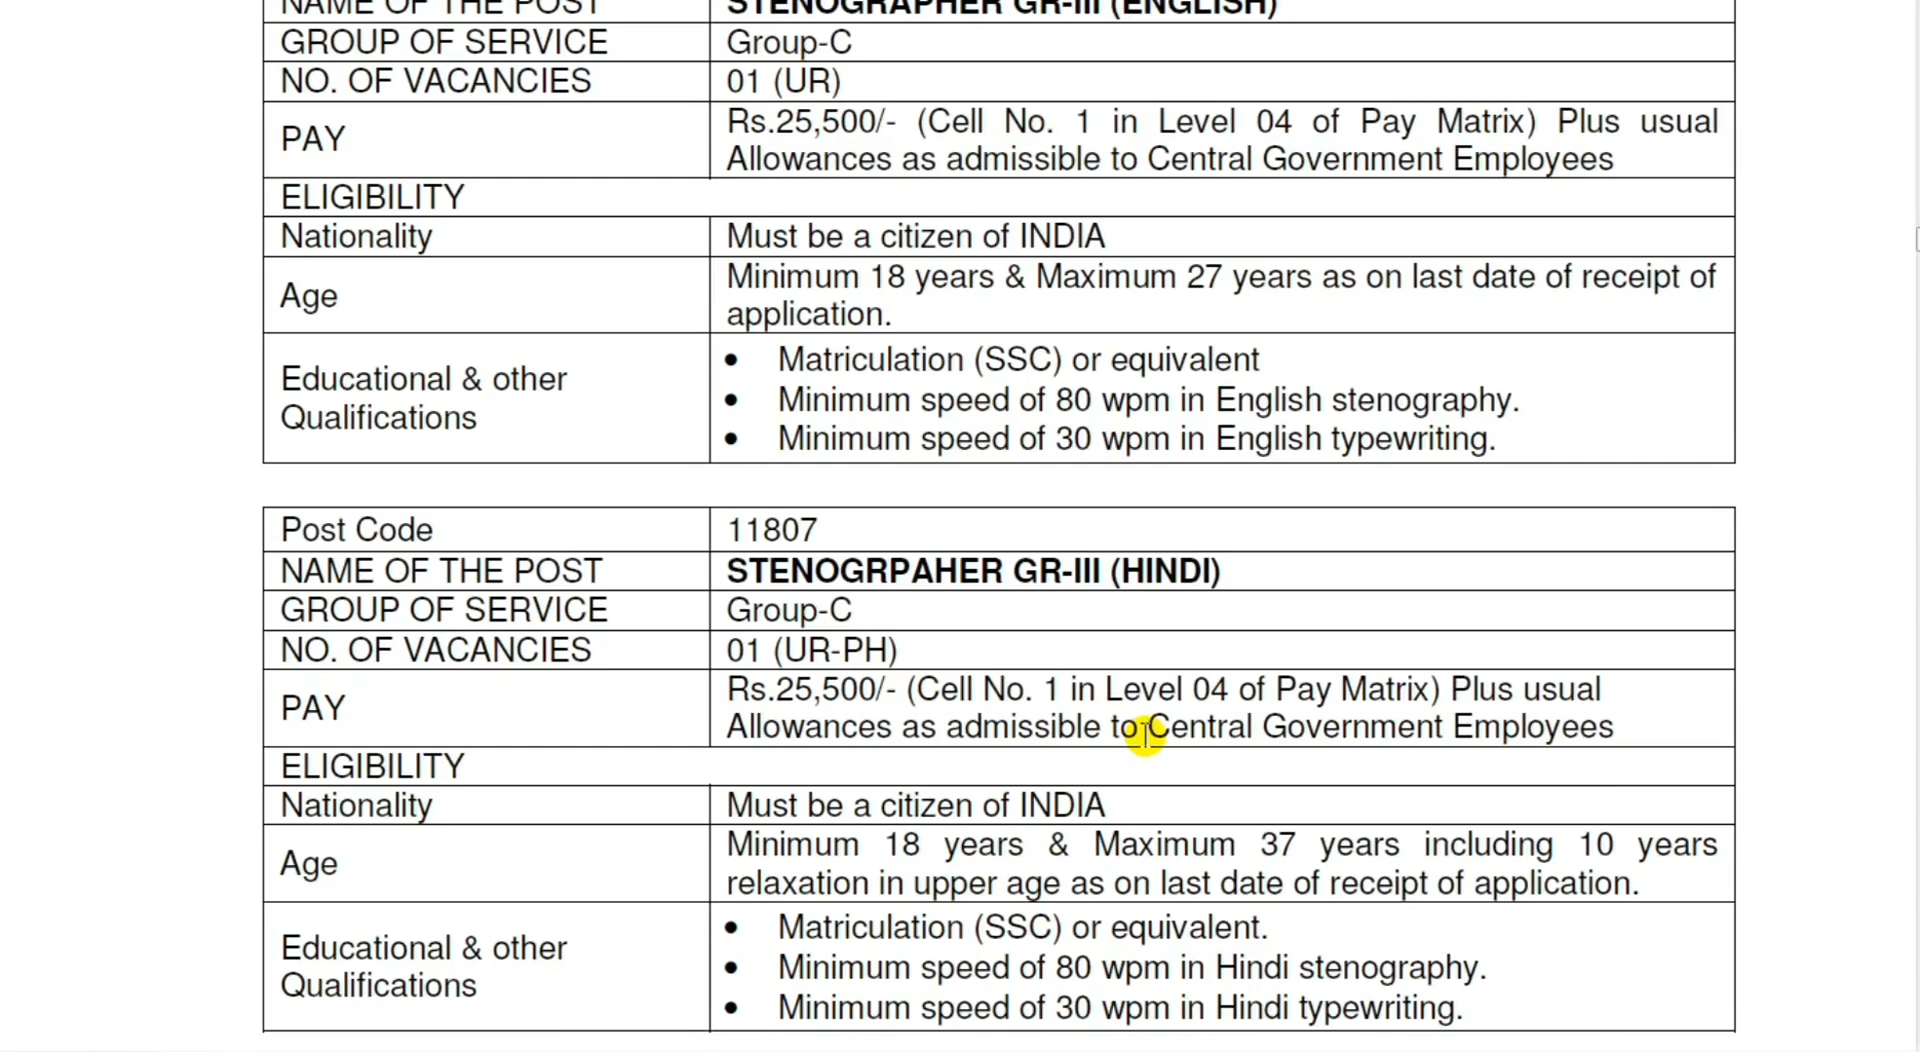 NAME OF THE POST STENOGRAPHER GR-III (ENGLISH)
GROUP OF SERVICE Group-C
NO. OF VACANCIES 01 (UR)
PAY Rs.25,500/- (Cell No. 1 in Level 04 of Pay Matrix) Plus usual
Allowances as admissible to Central Government Employees
ELIGIBILITY
Nationality Must be a citizen of INDIA
Age Minimum 18 years & Maximum 27 years as on last date of receipt of
application.
Educational & other
Qualifications
• Matriculation (SSC) or equivalent
• Minimum speed of 80 wpm in English stenography.
• Minimum speed of 30 wpm in English typewriting.
Post Code 11807
NAME OF THE POST STENOGRPAHER GR-III (HINDI)
GROUP OF SERVICE Group-C
NO. OF VACANCIES 01 (UR-PH)
PAY Rs.25,500/- (Cell No. 1 in Level 04 of Pay Matrix) Plus usual
Allowances as admissible to Central Government Employees
ELIGIBILITY
Nationality Must be a citizen of INDIA
Age Minimum 18 years & Maximum 37 years including 10 years
relaxation in upper age as on last date of receipt of application.
Educational & other
Qualifications
• Matriculation (SSC) or equivalent.
• Minimum speed of 80 wpm in Hindi stenography.
• Minimum speed of 30 wpm in Hindi typewriting.